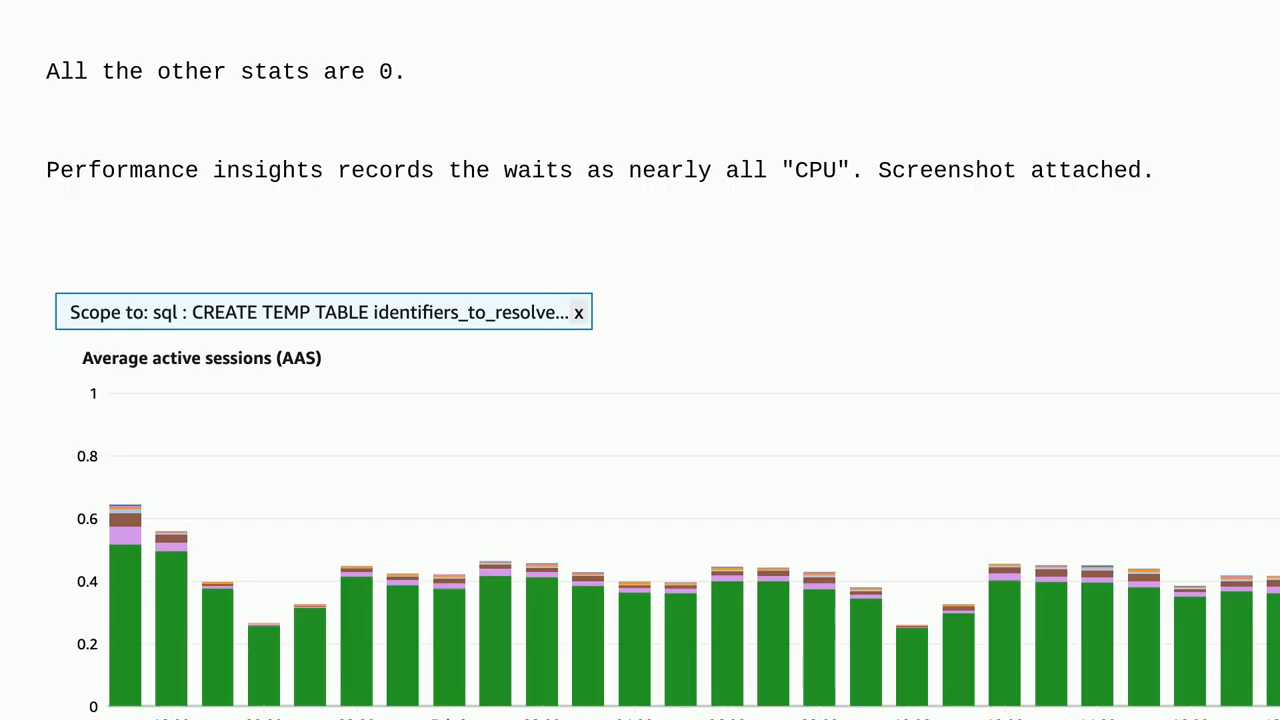 All the other stats are 0.
Performance insights records the waits as nearly all "CPU". Screenshot attached.
Scope to: sql : CREATE TEMP TABLE identifiers_to_resolve... x
Average active sessions (AAS)
1
0.8
0.6
0.4
0.2
0